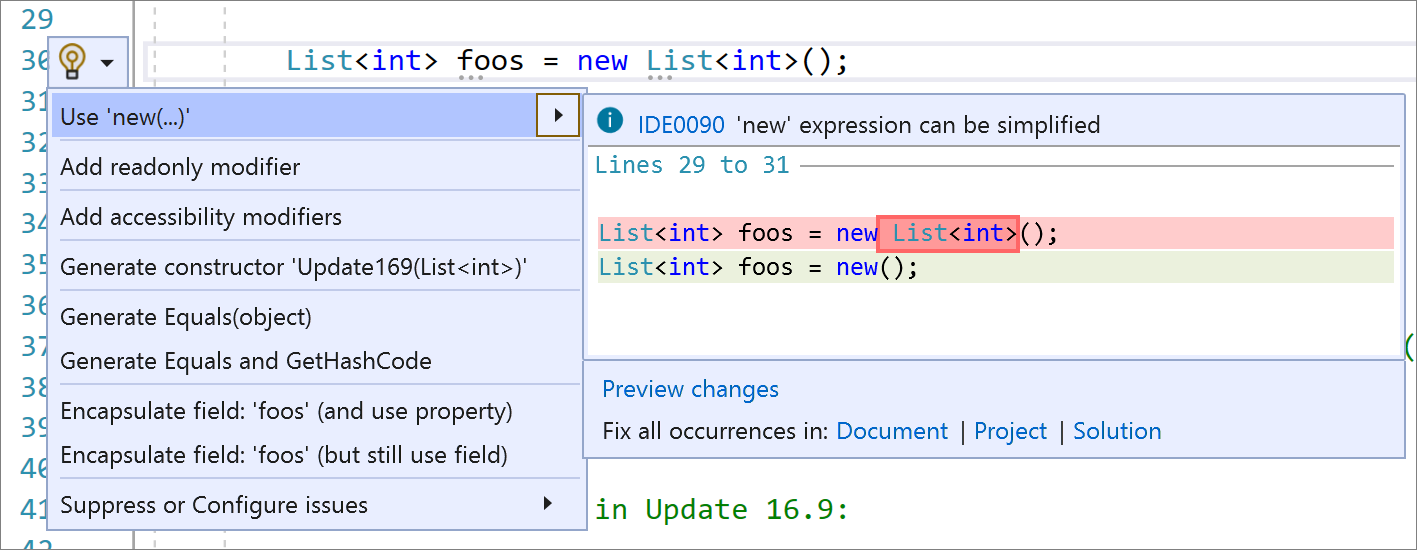 29
30 List<int> foos = new List<int>();
31
32
33
34
35
36
37 (
38
39
40
41 in Update 16.9:
42
Use 'new(...)'
Add readonly modifier
Add accessibility modifiers
Generate constructor 'Update169(List<int>)'
Generate Equals(object)
Generate Equals and GetHashCode
Encapsulate field: 'foos' (and use property)
Encapsulate field: 'foos' (but still use field)
Suppress or Configure issues
IDE0090 'new' expression can be simplified
Lines 29 to 31
List<int> foos = new List<int>();
List<int> foos = new();
Preview changes
Fix all occurrences in: Document | Project | Solution